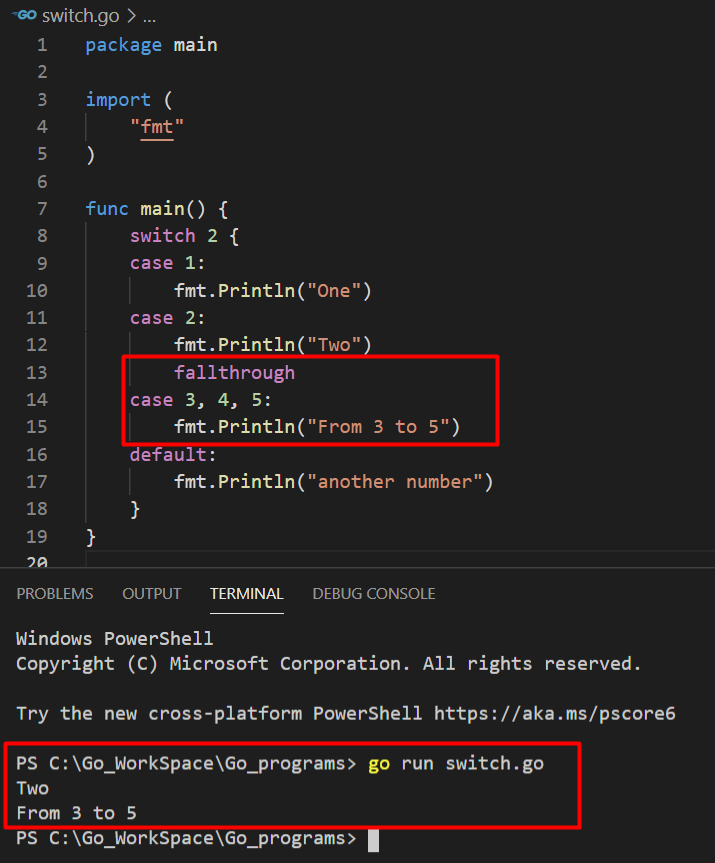 GO switch.go > ...
1 package main
2
3 import (
4     "fmt"
5 )
6
7 func main() {
8     switch 2 {
9     case 1:
10         fmt.Println("One")
11     case 2:
12         fmt.Println("Two")
13         fallthrough
14     case 3, 4, 5:
15         fmt.Println("From 3 to 5")
16     default:
17         fmt.Println("another number")
18     }
19 }
20
PROBLEMS OUTPUT TERMINAL DEBUG CONSOLE
Windows PowerShell
Copyright (C) Microsoft Corporation. All rights reserved.
Try the new cross-platform PowerShell https://aka.ms/pscore6
PS C:\Go_WorkSpace\Go_programs> go run switch.go
Two
From 3 to 5
PS C:\Go_WorkSpace\Go_programs>